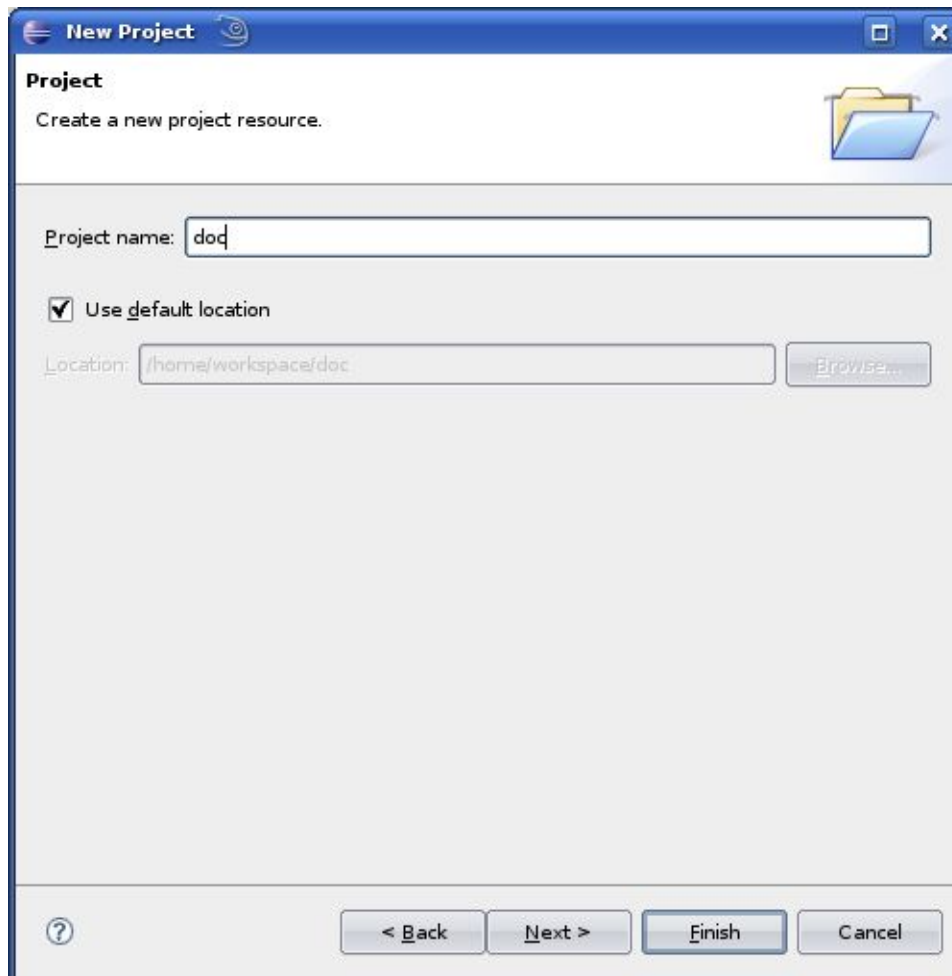 New Project
Project
Create a new project resource.
Project name: doc
Use default location
Location: /home/workspace/doc Browse...
? < Back Next > Finish Cancel